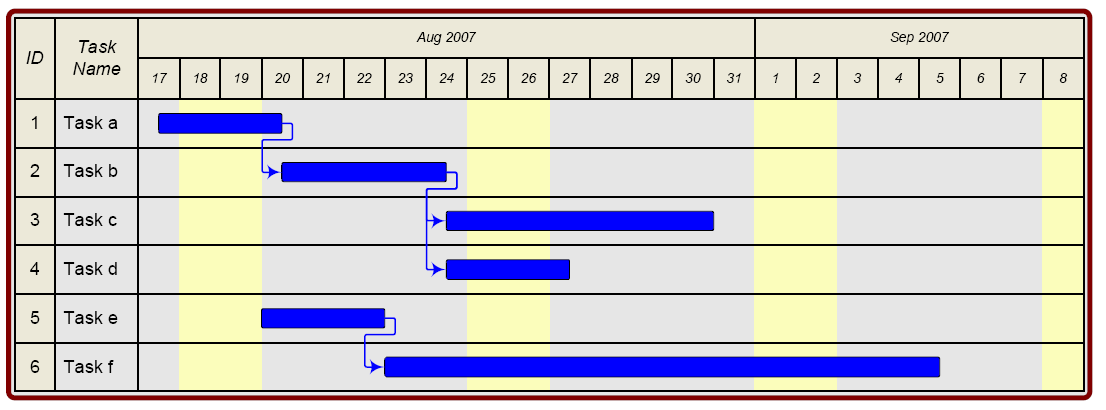 ID
Task
Name
Aug 2007
Sep 2007
17 18 19 20 21 22 23 24 25 26 27 28 29 30 31 1 2 3 4 5 6 7 8
1 Task a
2 Task b
3 Task c
4 Task d
5 Task e
6 Task f